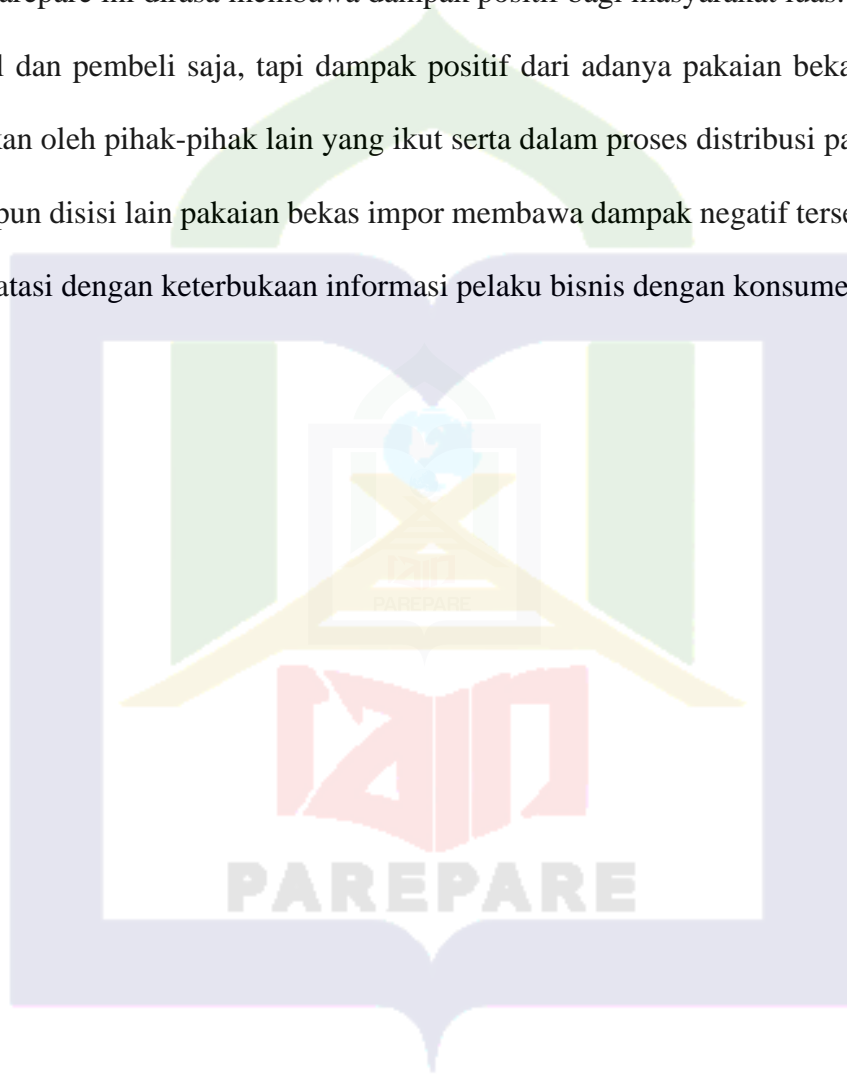 arepare ini dirasa membawa dampak positif bagi masyarakat luas.
l dan pembeli saja, tapi dampak positif dari adanya pakaian beka
kan oleh pihak-pihak lain yang ikut serta dalam proses distribusi pa
pun disisi lain pakaian bekas impor membawa dampak negatif terse
atasi dengan keterbukaan informasi pelaku bisnis dengan konsume
IAIN
PAREPARE
IAIN
PAREPARE